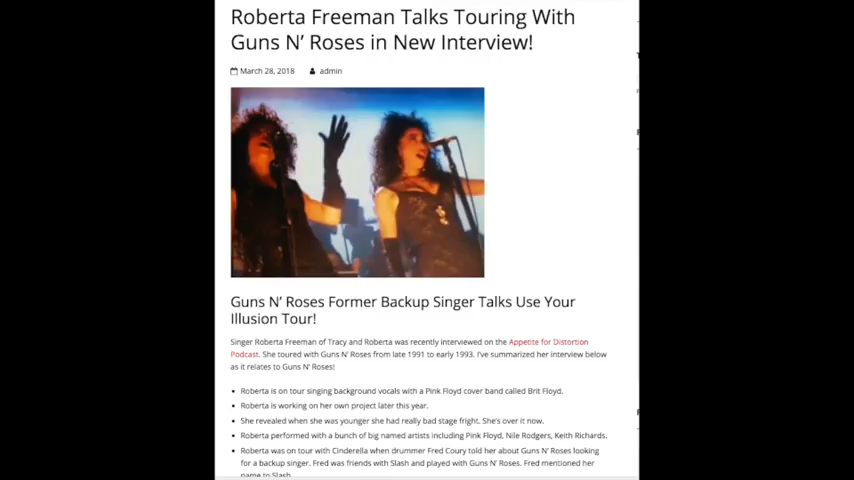 Roberta Freeman Talks Touring With
Guns N' Roses in New Interview!
March 28, 2018 admin
Guns N' Roses Former Backup Singer Talks Use Your
Illusion Tour!
Singer Roberta Freeman of Tracy and Roberta was recently interviewed on the Appetite for Distortion
Podcast. She toured with Guns N' Roses from late 1991 to early 1993. I've summarized her interview below
as it relates to Guns N' Roses!
Roberta is on tour singing background vocals with a Pink Floyd cover band called Brit Floyd.
Roberta is working on her own project later this year.
She revealed when she was younger she had really bad stage fright. She's over it now.
Roberta performed with a bunch of big named artists including Pink Floyd, Nile Rodgers, Keith Richards.
Roberta was on tour with Cinderella when drummer Fred Coury told her about Guns N' Roses looking
for a backup singer. Fred was friends with Slash and played with Guns N' Roses. Fred mentioned her
name to Slash.